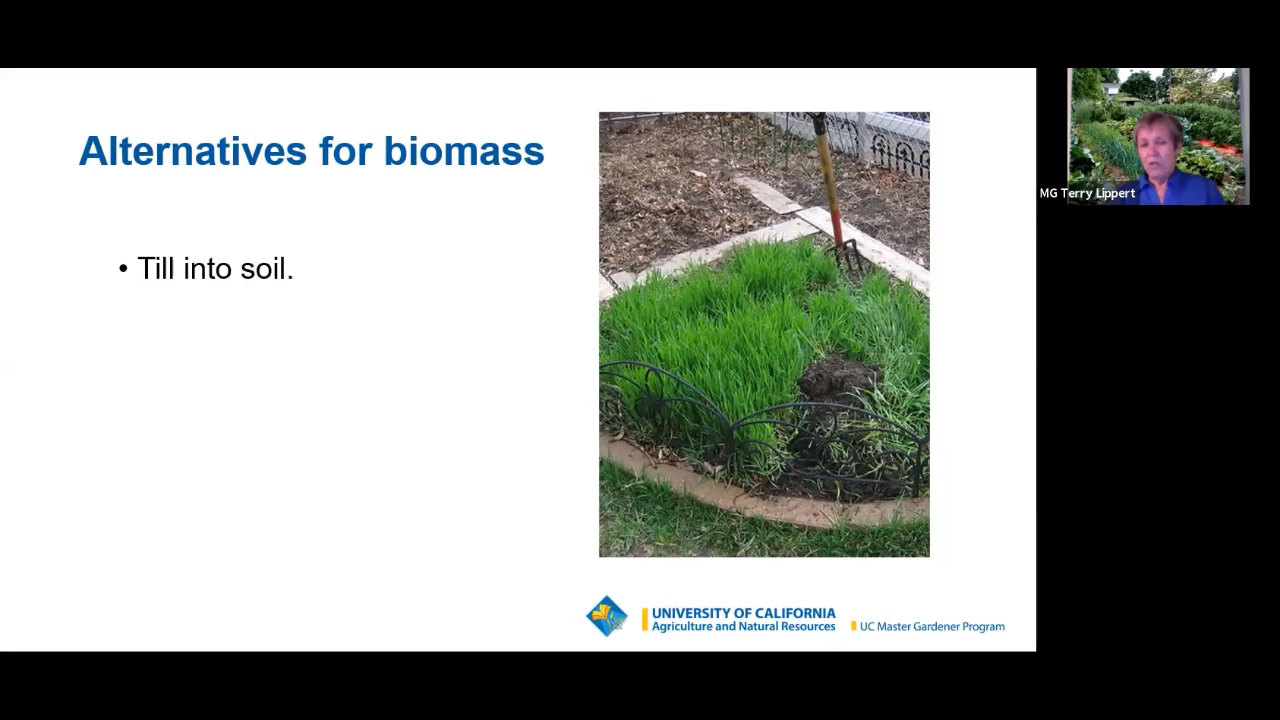 Alternatives for biomass
• Till into soil.
MG Terry Lippert
UNIVERSITY OF CALIFORNIA
Agriculture and Natural Resources
UC Master Gardener Program